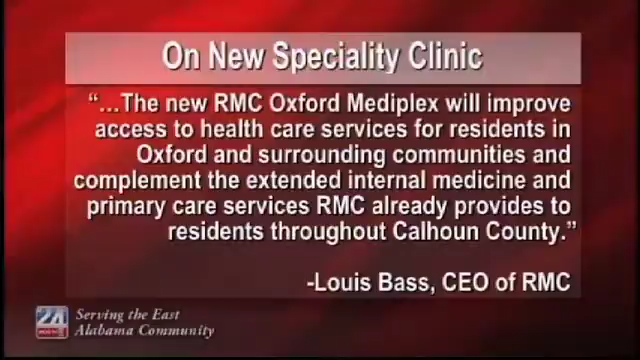 On New Speciality Clinic
“...The new RMC Oxford Mediplex will improve
access to health care services for residents in
Oxford and surrounding communities and
complement the extended internal medicine and
primary care services RMC already provides to
residents throughout Calhoun County.”
-Louis Bass, CEO of RMC
24
Serving the East
Alabama Community